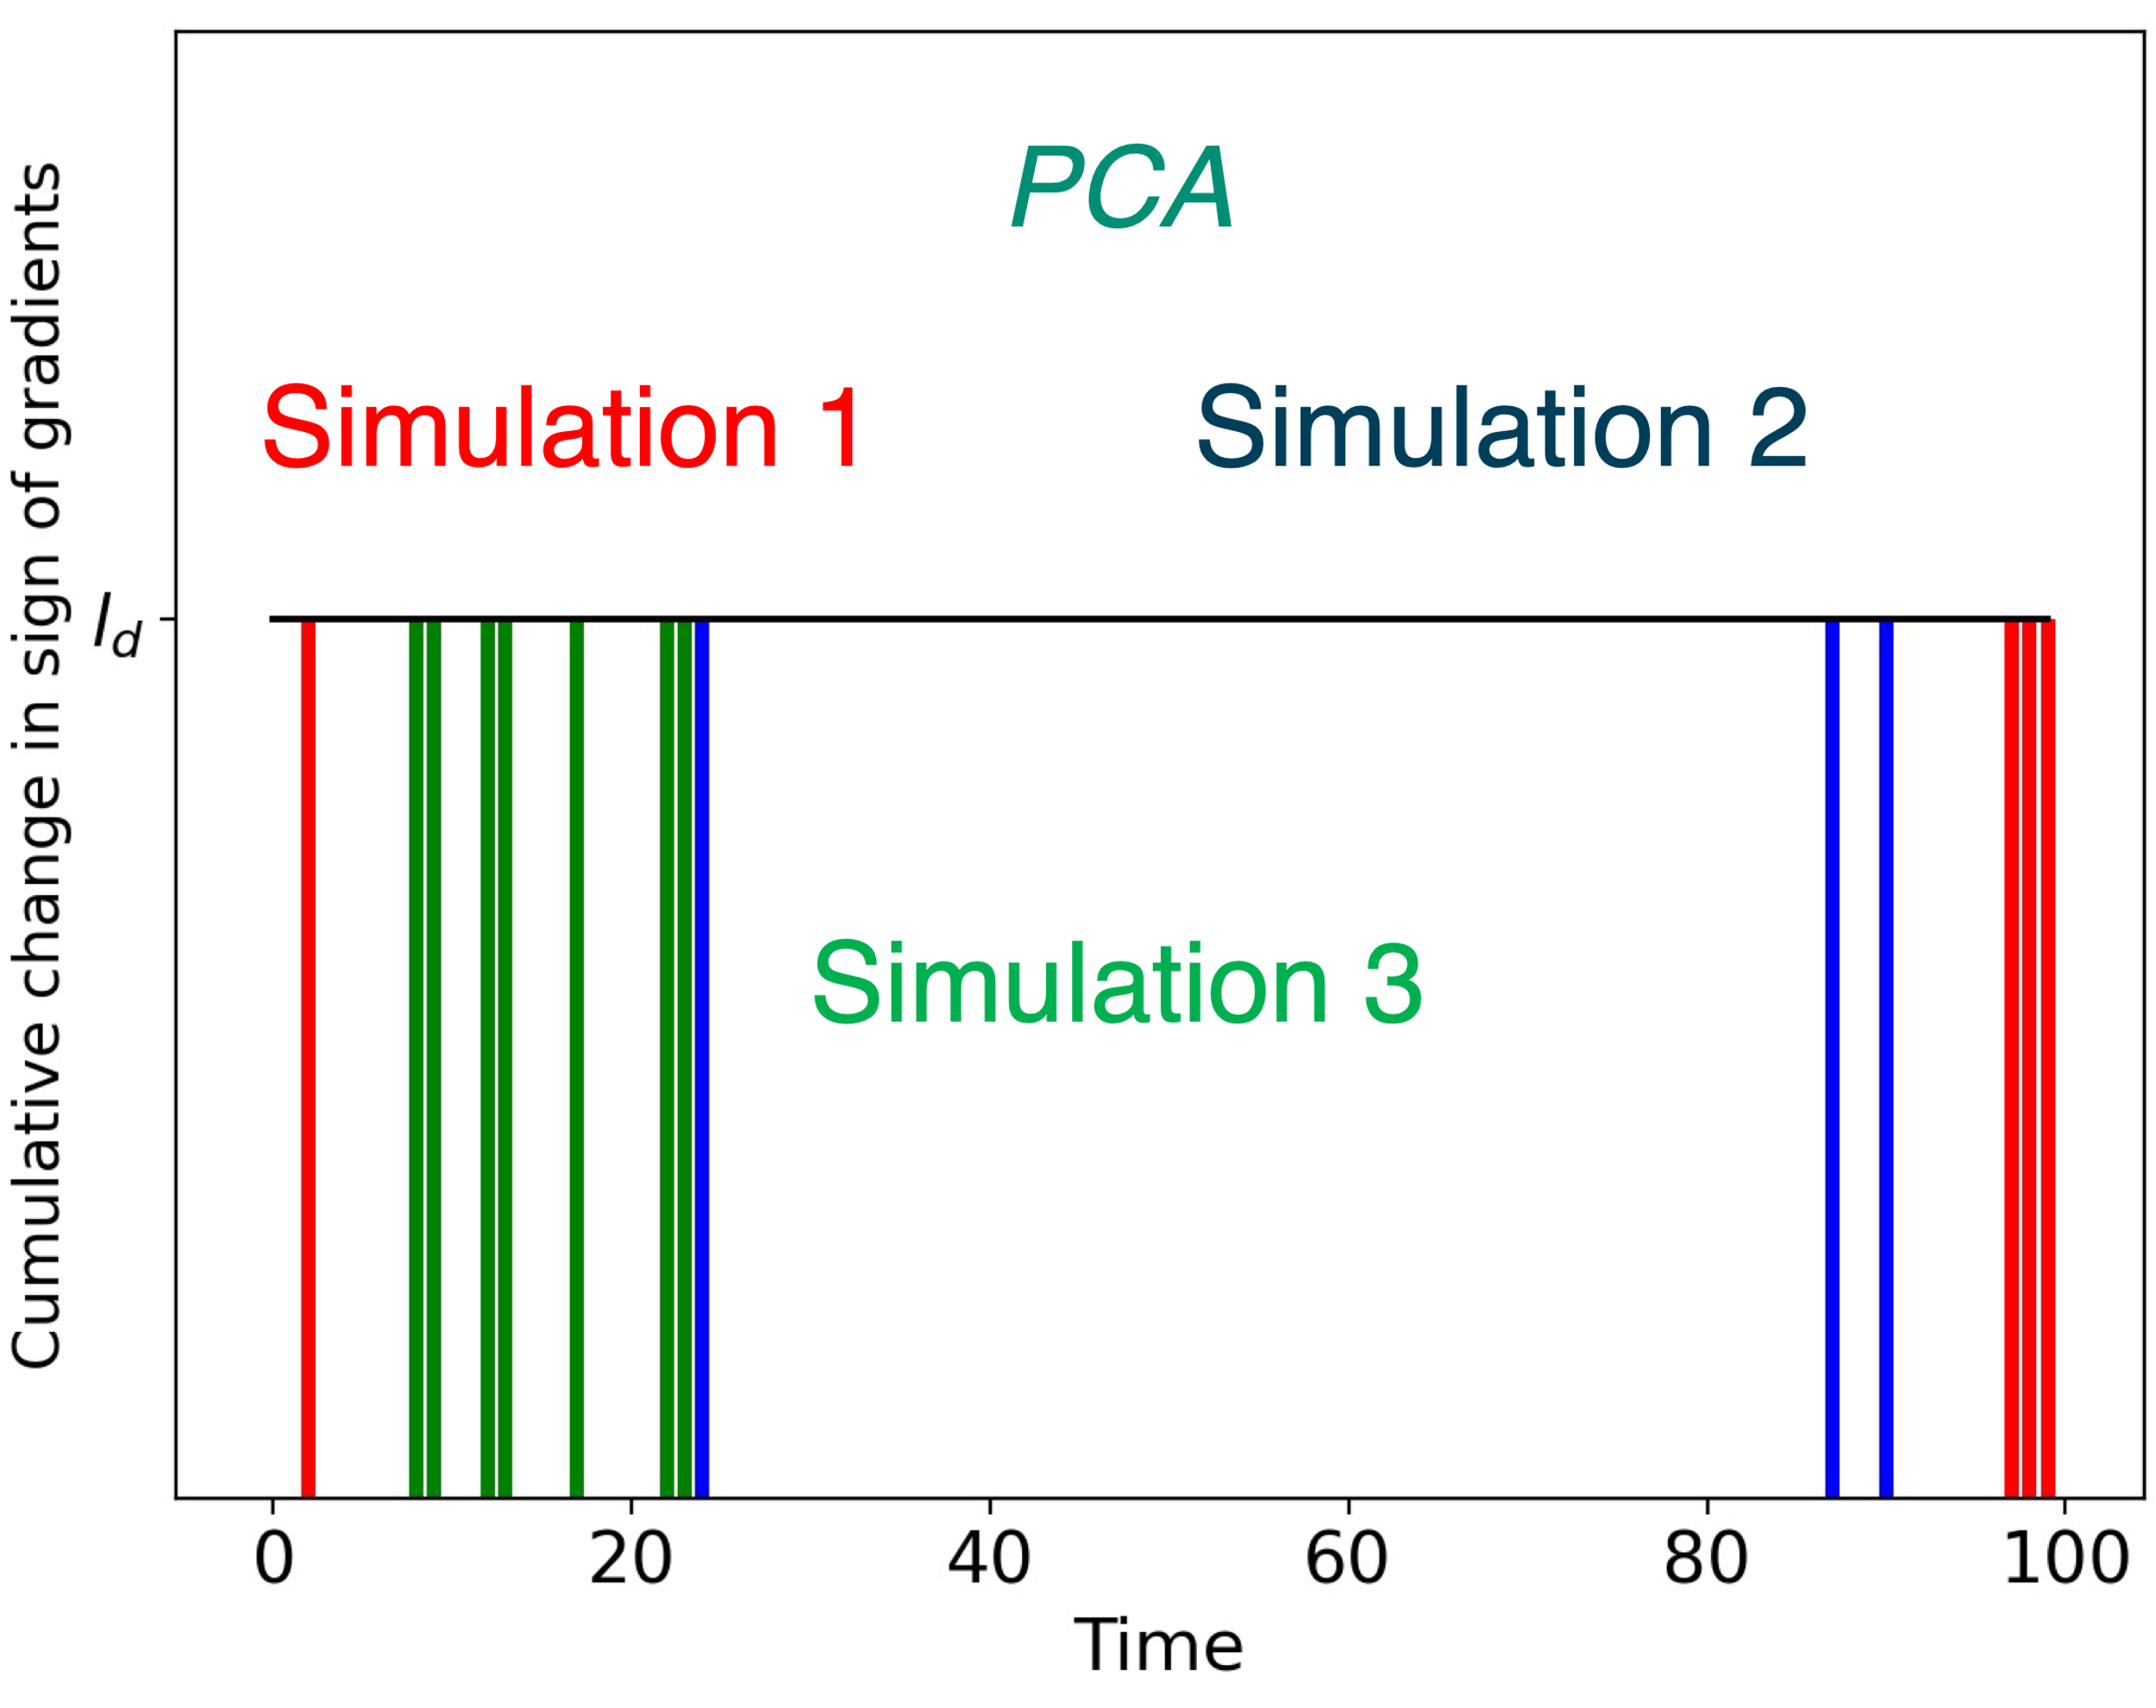 PCA
Simulation 1
Simulation 2
Cumulative change in sign of gradients
l_d
Simulation 3
0 20 40 60 80 100
Time